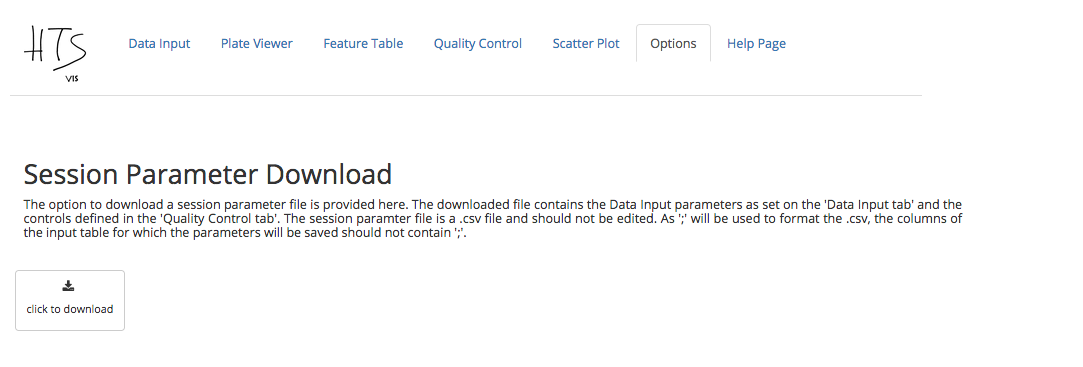 HTS
VIS
Data Input Plate Viewer Feature Table Quality Control Scatter Plot Options Help Page
Session Parameter Download
The option to download a session parameter file is provided here. The downloaded file contains the Data Input parameters as set on the 'Data Input tab' and the
controls defined in the 'Quality Control tab'. The session paramter file is a .csv file and should not be edited. As ';' will be used to format the .csv, the columns of
the input table for which the parameters will be saved should not contain ';'.
click to download